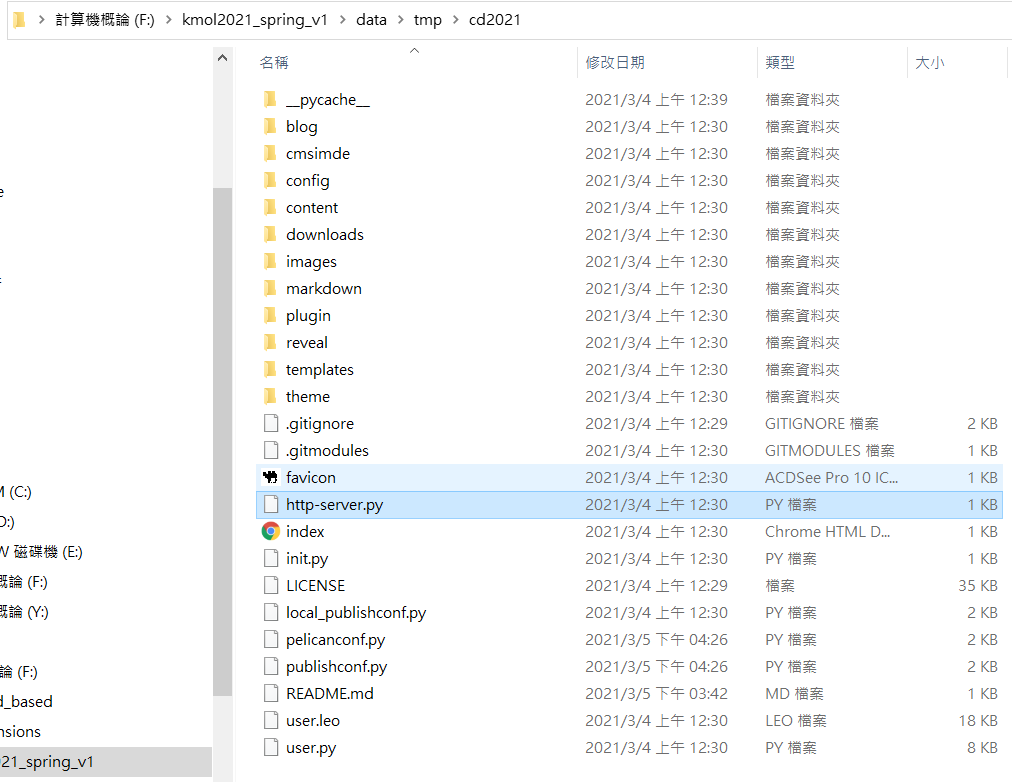 計算機概論 (F:) > kmol2021_spring_v1 > data > tmp > cd2021
名稱 修改日期 類型 大小
__pycache__ 2021/3/4 上午 12:39 檔案資料夾
blog 2021/3/4 上午 12:30 檔案資料夾
cmsimde 2021/3/4 上午 12:30 檔案資料夾
config 2021/3/4 上午 12:30 檔案資料夾
content 2021/3/4 上午 12:30 檔案資料夾
downloads 2021/3/4 上午 12:30 檔案資料夾
images 2021/3/4 上午 12:30 檔案資料夾
markdown 2021/3/4 上午 12:30 檔案資料夾
plugin 2021/3/4 上午 12:30 檔案資料夾
reveal 2021/3/4 上午 12:30 檔案資料夾
templates 2021/3/4 上午 12:30 檔案資料夾
theme 2021/3/4 上午 12:30 檔案資料夾
.gitignore 2021/3/4 上午 12:29 GITIGNORE 檔案 2 KB
.gitmodules 2021/3/4 上午 12:30 GITMODULES 檔案 1 KB
favicon 2021/3/4 上午 12:30 ACDSee Pro 10 IC... 1 KB
http-server.py 2021/3/4 上午 12:30 PY 檔案 1 KB
index 2021/3/4 上午 12:30 Chrome HTML D... 1 KB
init.py 2021/3/4 上午 12:30 PY 檔案 1 KB
LICENSE 2021/3/4 上午 12:29 檔案 35 KB
local_publishconf.py 2021/3/4 上午 12:30 PY 檔案 2 KB
pelicanconf.py 2021/3/5 下午 04:26 PY 檔案 2 KB
publishconf.py 2021/3/5 下午 04:26 PY 檔案 2 KB
README.md 2021/3/5 下午 03:42 MD 檔案 1 KB
user.leo 2021/3/4 上午 12:30 LEO 檔案 18 KB
user.py 2021/3/4 上午 12:30 PY 檔案 8 KB
e
M (C:)
D:)
W 磁碟機 (E:)
概論 (F:)
概論 (Y:)
論 (F:)
d_based
nsions
021_spring_v1